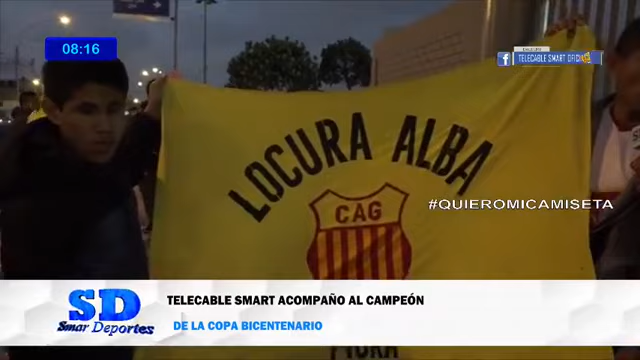 08:16
TELECABLE SMART OFICIAL
LOCURA ALBA
CAG
#QUIEROMICAMISETA
SD
Smar Deportes
TELECABLE SMART ACOMPAÑO AL CAMPEÓN
DE LA COPA BICENTENARIO
PIURA